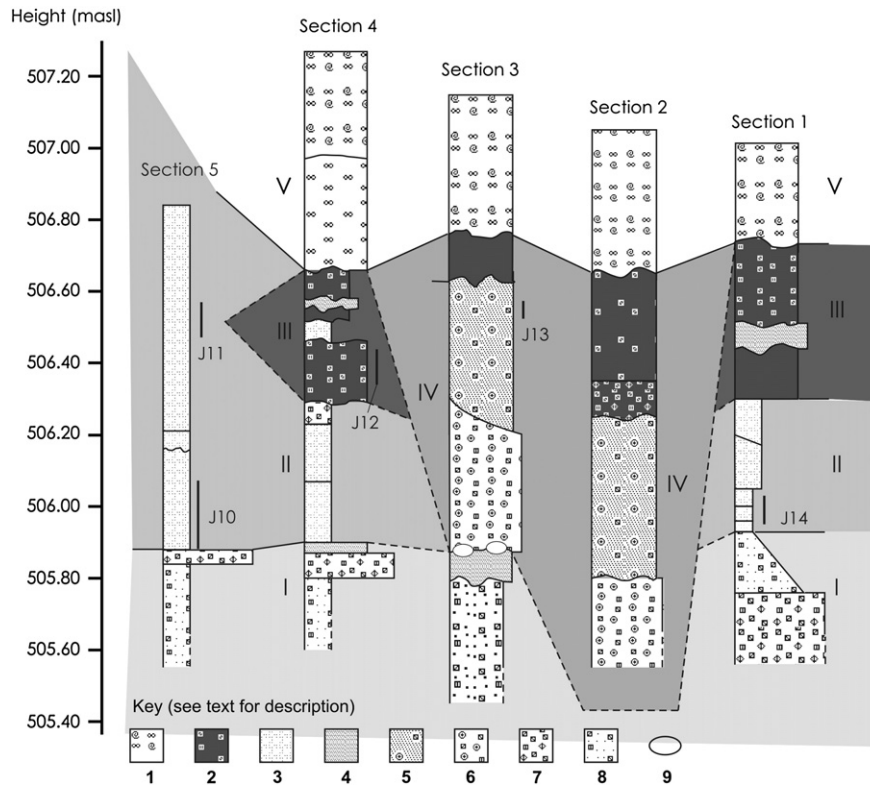 Height (masl)
Section 4
Section 3
Section 2
Section 1
Section 5
507.20
507.00
506.80
506.60
506.40
506.20
506.00
505.80
505.60
505.40
V
V
III
III
II
II
IV
IV
I
I
J11
J10
J12
J13
J14
Key (see text for description)
1 2 3 4 5 6 7 8 9